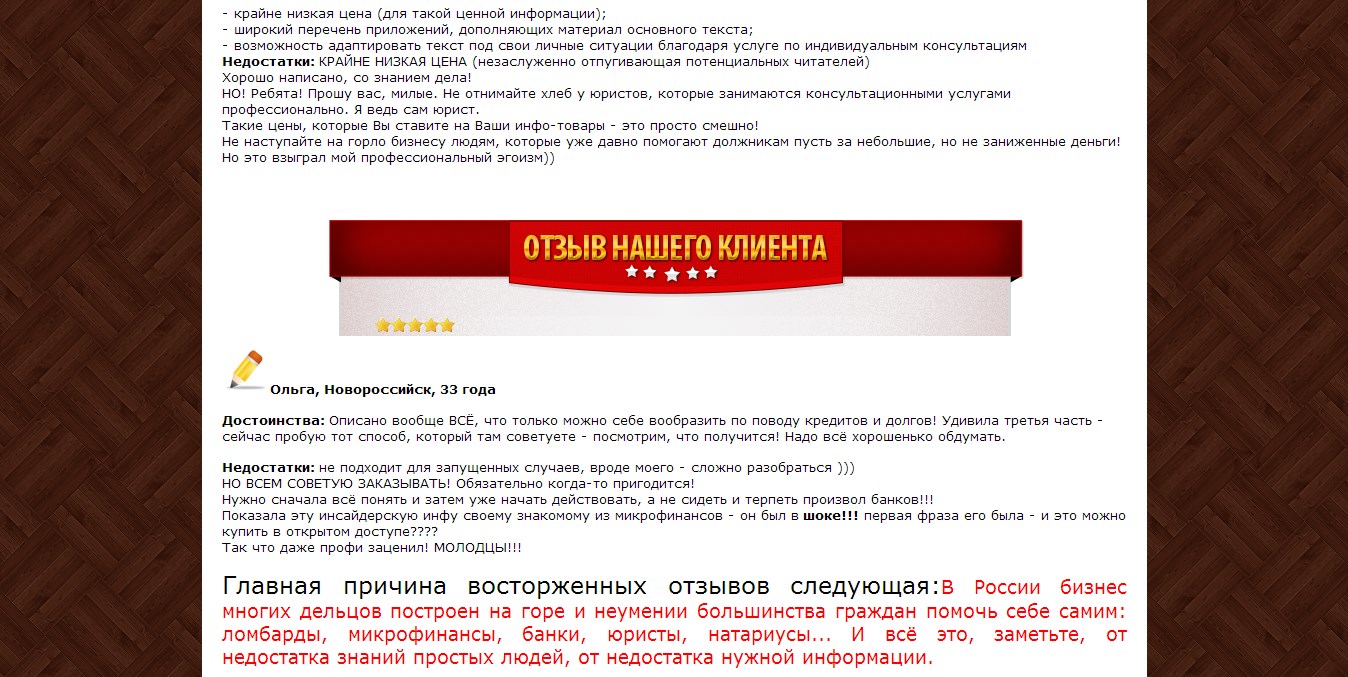 - крайне низкая цена (для такой ценной информации);
- широкий перечень приложений, дополняющих материал основного текста;
- возможность адаптировать текст под свои личные ситуации благодаря услуге по индивидуальным консультациям
Недостатки: КРАЙНЕ НИЗКАЯ ЦЕНА (незаслуженно отпугивающая потенциальных читателей)
Хорошо написано, со знанием дела!
НО! Ребята! Прошу вас, милые. Не отнимайте хлеб у юристов, которые занимаются консультационными услугами
профессионально. Я ведь сам юрист.
Такие цены, которые Вы ставите на Ваши инфо-товары - это просто смешно!
Не наступайте на горло бизнесу людям, которые уже давно помогают должникам пусть за небольшие, но не заниженные деньги!
Но это взыграл мой профессиональный эгоизм))
ОТЗЫВ НАШЕГО КЛИЕНТА
Ольга, Новороссийск, 33 года
Достоинства: Описано вообще ВСЁ, что только можно себе вообразить по поводу кредитов и долгов! Удивила третья часть -
сейчас пробую тот способ, который там советуете - посмотрим, что получится! Надо всё хорошенько обдумать.
Недостатки: не подходит для запущенных случаев, вроде моего - сложно разобраться )))
НО ВСЕМ СОВЕТУЮ ЗАКАЗЫВАТЬ! Обязательно когда-то пригодится!
Нужно сначала всё понять и затем уже начать действовать, а не сидеть и терпеть произвол банков!!!
Показала эту инсайдерскую инфу своему знакомому из микрофинансов - он был в шоке!!! первая фраза его была - и это можно
купить в открытом доступе????
Так что даже профи заценил! МОЛОДЦЫ!!!
Главная причина восторженных отзывов следующая:В России бизнес
многих дельцов построен на горе и неумении большинства граждан помочь себе самим:
ломбарды, микрофинансы, банки, юристы, натариусы... И всё это, заметьте, от
недостатка знаний простых людей, от недостатка нужной информации.